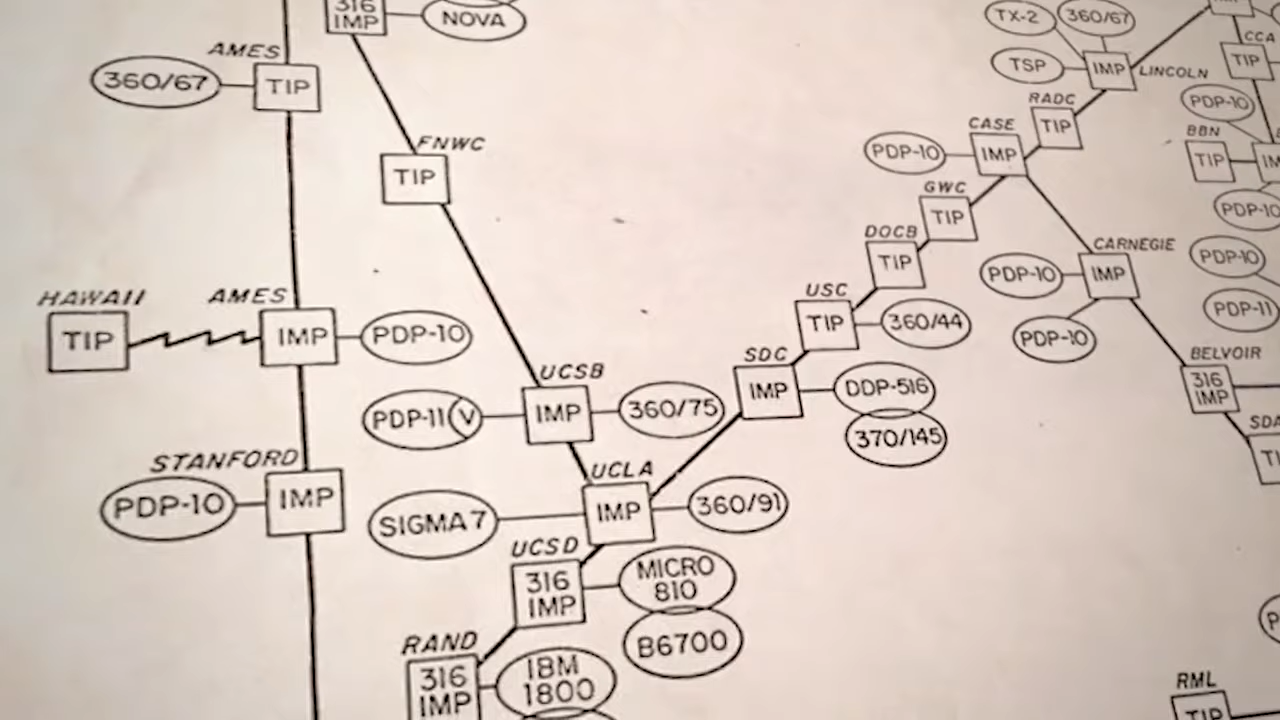 316
IMP
NOVA
AMES
360/67
TIP
FNWC
TIP
HAWAII
TIP
AMES
IMP
PDP-10
STANFORD
PDP-10
IMP
UCSB
PDP-11 V
IMP
360/75
UCLA
SIGMA 7
IMP
360/91
UCSD
316
IMP
MICRO
810
B6700
RAND
316
IMP
IBM
1800
SDC
IMP
DDP-516
370/145
USC
TIP
360/44
DOCB
TIP
GWC
TIP
CASE
PDP-10
IMP
RADC
TIP
TX-2
360/67
TSP
IMP
LINCOLN
CCA
TIP
PDP-10
BBN
TIP
PDP-10
CARNEGIE
PDP-10
IMP
PDP-10
PDP-10
PDP-11
BELVOIR
316
IMP
RML
TIP